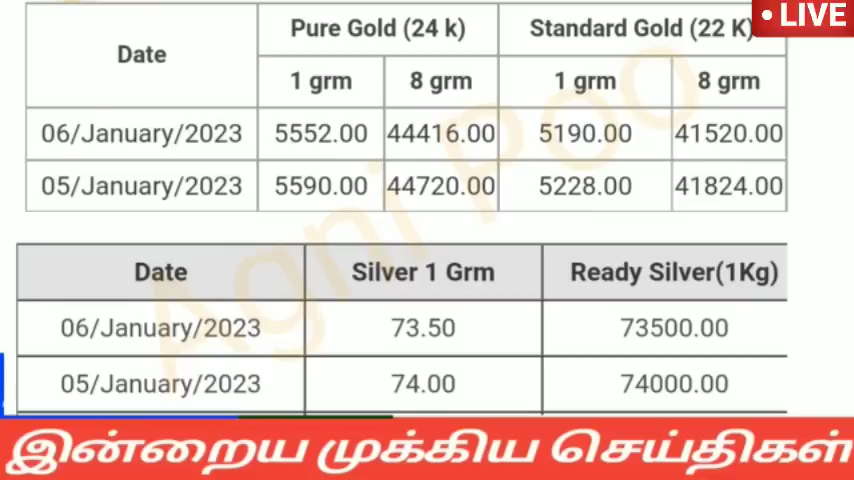 • LIVE
Date Pure Gold (24 k) Standard Gold (22 K)
1 grm 8 grm 1 grm 8 grm
06/January/2023 5552.00 44416.00 5190.00 41520.00
05/January/2023 5590.00 44720.00 5228.00 41824.00
Agni Poo
Date Silver 1 Grm Ready Silver(1Kg)
06/January/2023 73.50 73500.00
05/January/2023 74.00 74000.00
இன்றைய முக்கிய செய்திகள்